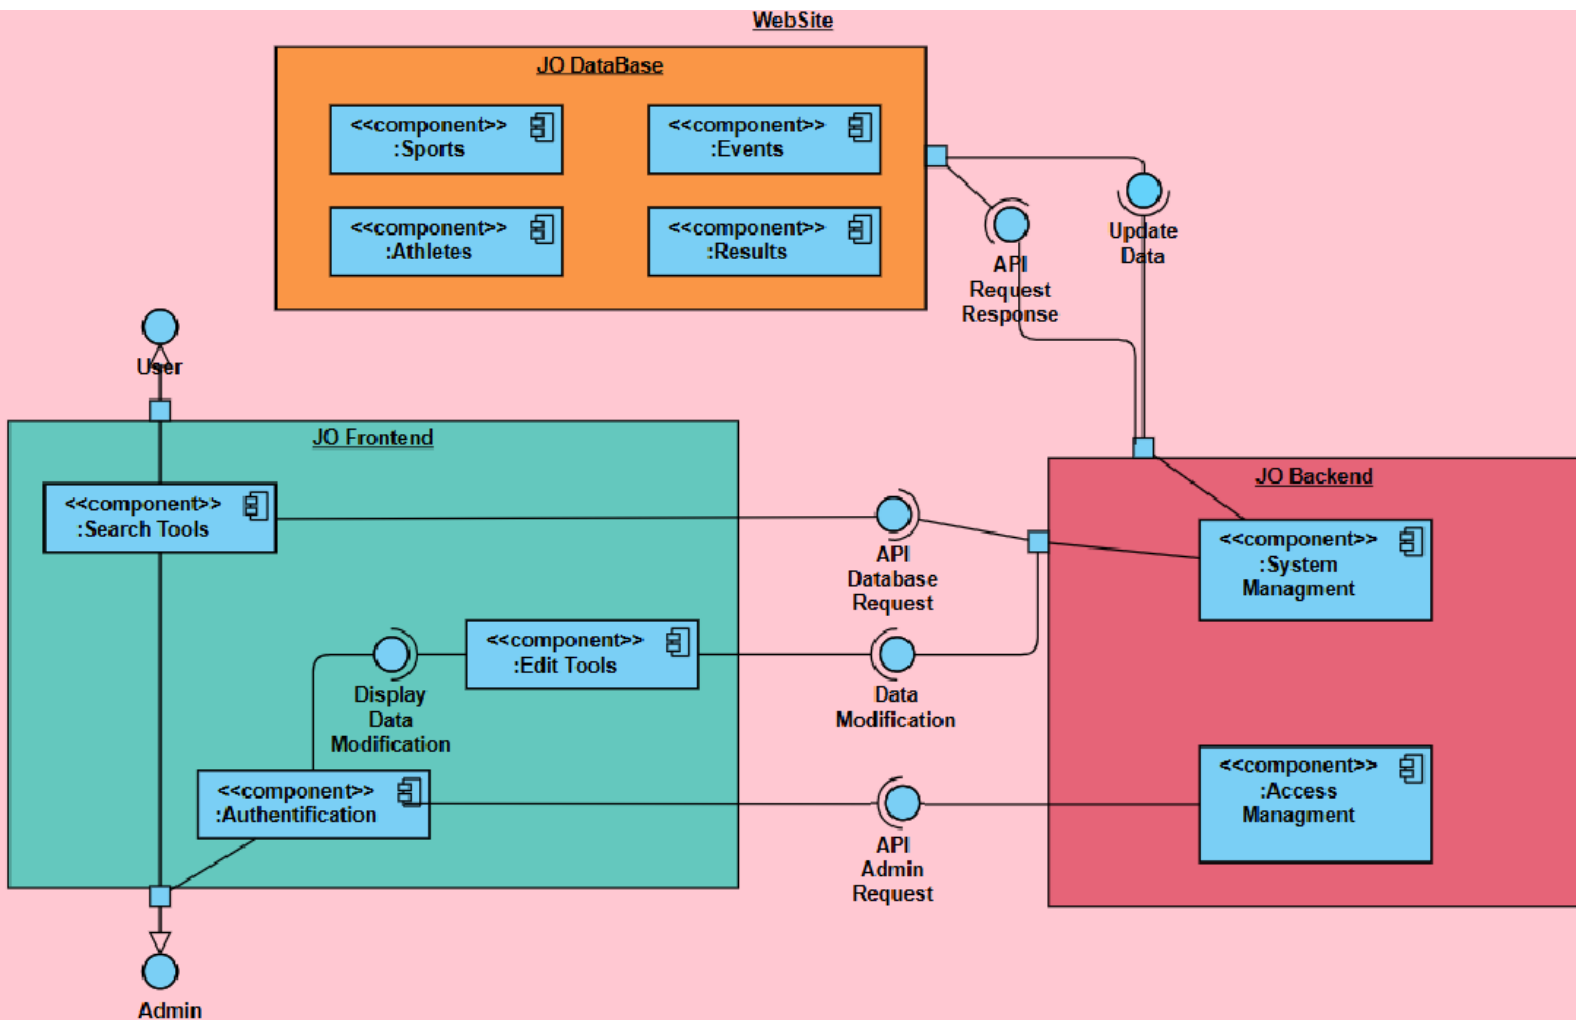 WebSite
JO DataBase
<<component>>
:Sports
<<component>>
:Events
<<component>>
:Athletes
<<component>>
:Results
API
Request
Response
Update
Data
User
JO Frontend
<<component>>
:Search Tools
API
Database
Request
<<component>>
:Edit Tools
Display
Data
Modification
Data
Modification
<<component>>
:Authentification
API
Admin
Request
JO Backend
<<component>>
:System
Managment
<<component>>
:Access
Managment
Admin